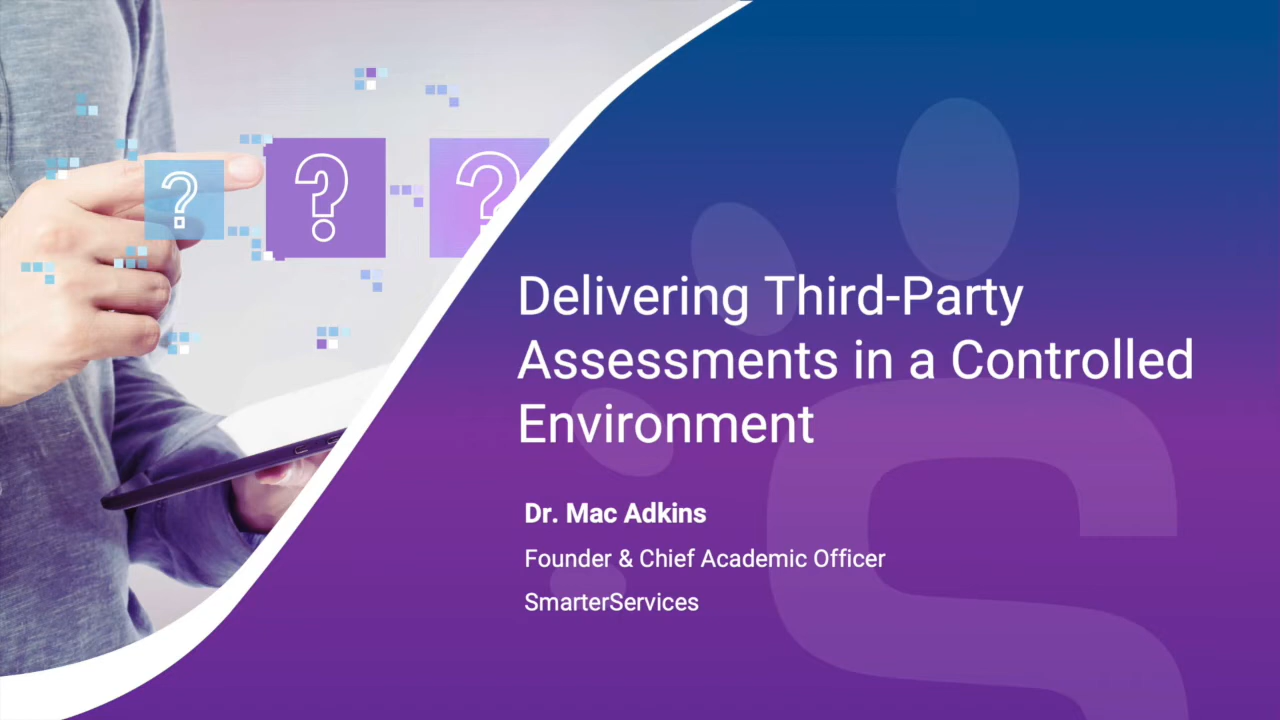 ? ? ?
Delivering Third-Party
Assessments in a Controlled
Environment
Dr. Mac Adkins
Founder & Chief Academic Officer
SmarterServices